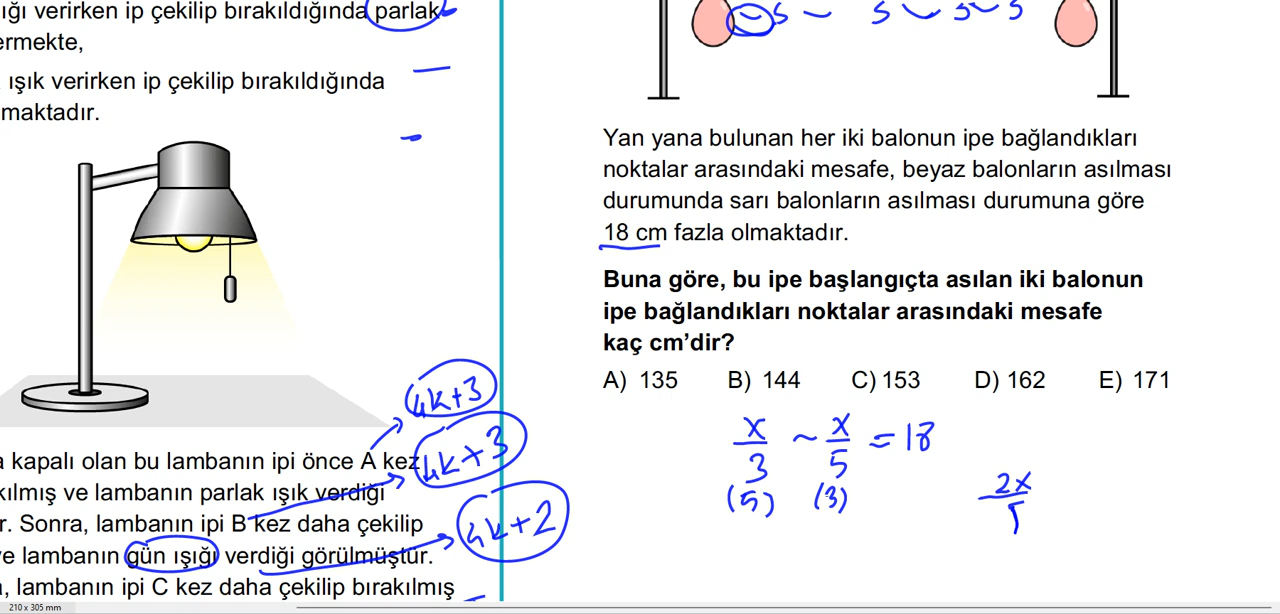 ığı verirken ip çekilip bırakıldığında parlak
ermekte,
ışık verirken ip çekilip bırakıldığında
maktadır.
4k+3
a kapalı olan bu lambanın ipi önce A kez
4k+3
kılmış ve lambanın parlak ışık verdiği
r. Sonra, lambanın ipi B kez daha çekilip
4k+2
ve lambanın gün ışığı verdiği görülmüştür.
a, lambanın ipi C kez daha çekilip bırakılmış
210 x 305 mm
Yan yana bulunan her iki balonun ipe bağlandıkları
noktalar arasındaki mesafe, beyaz balonların asılması
durumunda sarı balonların asılması durumuna göre
18 cm fazla olmaktadır.
Buna göre, bu ipe başlangıçta asılan iki balonun
ipe bağlandıkları noktalar arasındaki mesafe
kaç cm'dir?
A) 135 B) 144 C) 153 D) 162 E) 171
x/3 ~ x/5 = 18
(5) (3)
2x